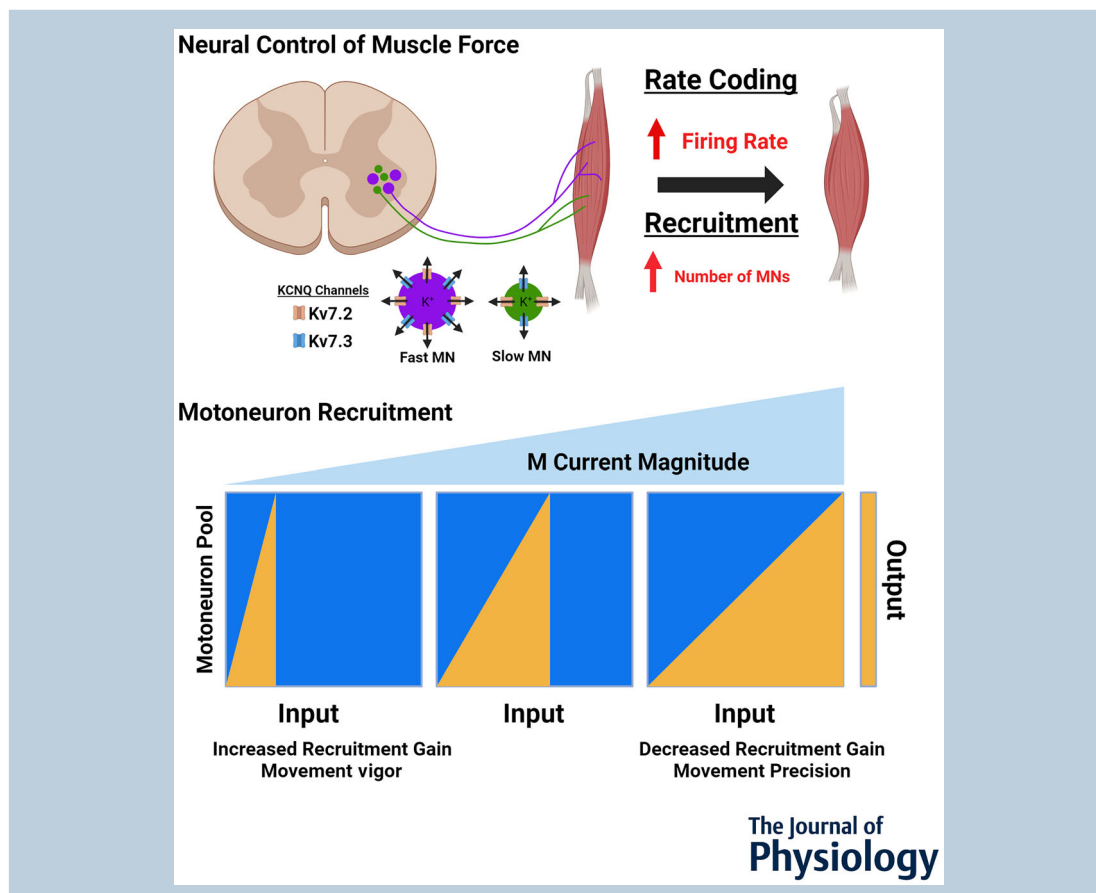 Neural Control of Muscle Force
Rate Coding
Firing Rate
Recruitment
Number of MNs
KCNQ Channels
Kv7.2
Kv7.3
K+
Fast MN
K+
Slow MN
Motoneuron Recruitment
M Current Magnitude
Motoneuron Pool
Output
Input
Input
Input
Increased Recruitment Gain
Movement vigor
Decreased Recruitment Gain
Movement Precision
The Journal of
Physiology